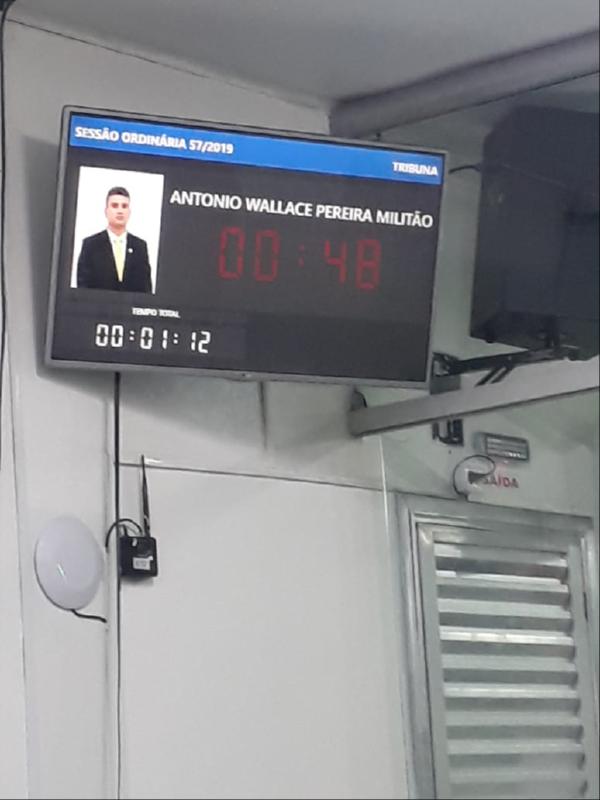 SESSÃO ORDINÁRIA 57/2019
TRIBUNA
ANTONIO WALLACE PEREIRA MILITÃO
00:48
TEMPO TOTAL
00:01:12
SAÍDA